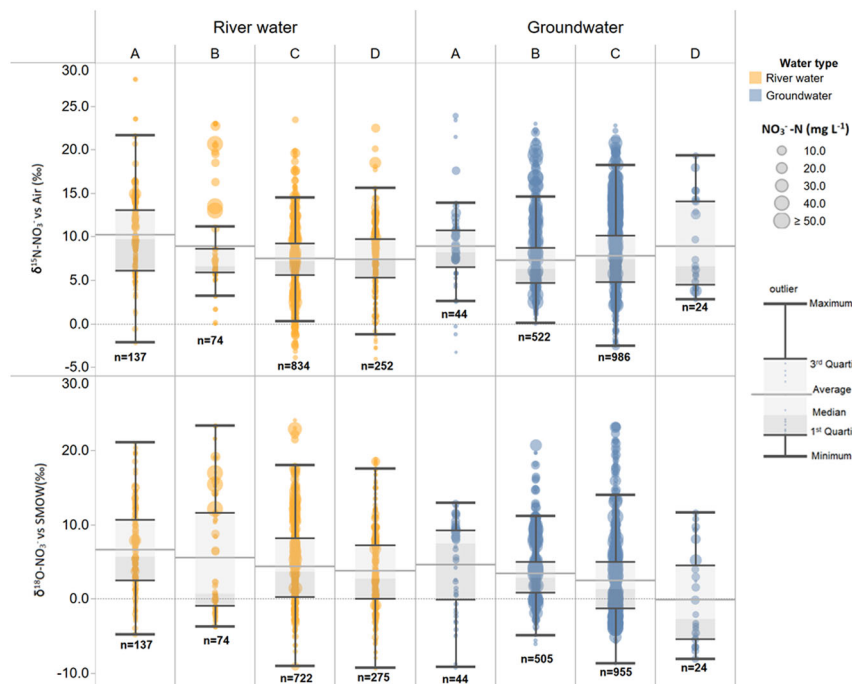 River water Groundwater
A B C D A B C D
30.0
25.0
20.0
15.0
10.0
5.0
0.0
-5.0
δ¹⁵N-NO₃⁻ vs Air (‰)
n=137 n=74 n=834 n=252 n=44 n=522 n=986 n=24
30.0
20.0
10.0
0.0
-10.0
δ¹⁸O-NO₃⁻ vs SMOW(‰)
n=137 n=74 n=722 n=275 n=44 n=505 n=955 n=24
Water type
River water
Groundwater
NO₃⁻ -N (mg L⁻¹)
10.0
20.0
30.0
40.0
≥ 50.0
outlier
Maximum
3ʳᵈ Quarti
Average
Median
1ˢᵗ Quarti
Minimum